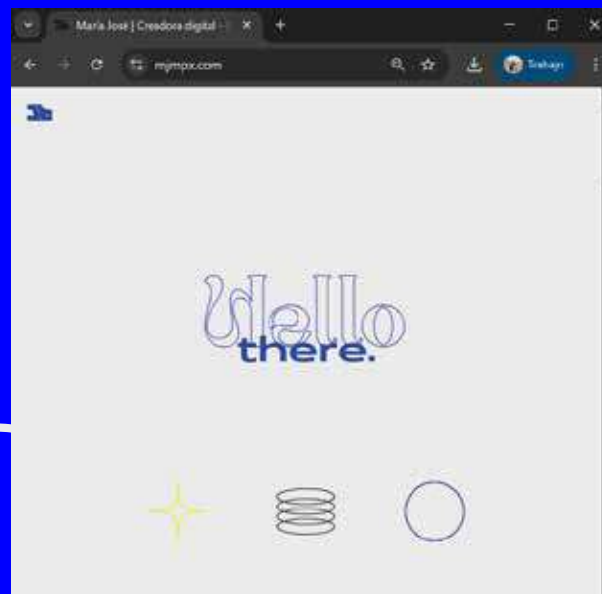 María José | Creadora digital
mjmpx.com
Trabajo
Hello
there.